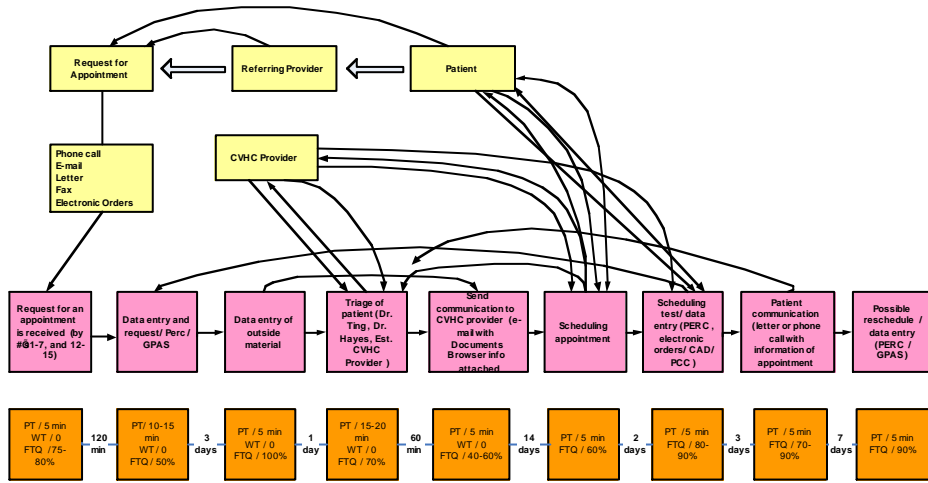 Request for
Appointment
Referring Provider
Patient
Phone call
E-mail
Letter
Fax
Electronic Orders
CVHC Provider
Request for an
appointment
is received (by
#@1-7, and 12-
15)
Data entry and
request/ Perc/
GPAS
Data entry of
outside
material
Triage of
patient (Dr.
Ting, Dr.
Hayes, Est.
CVHC
Provider )
Send
communication to
CVHC provider (e-
mail with
Documents
Browser info
attached
Scheduling
appointment
Scheduling
test/ data
entry (PERC ,
electronic
orders/ CAD/
PCC )
Patient
communication
(letter or phone
call with
information of
appointment
Possible
reschedule /
data entry
(PERC /
GPAS)
PT / 5 min
WT / 0
FTQ /75-
80%
120
min
PT/ 10-15
min
WT / 0
FTQ / 50%
3
days
PT / 5 min
WT / 0
FTQ / 100%
1
day
PT / 15-20
min
WT / 0
FTQ / 70%
60
min
PT / 5 min
WT / 0
FTQ / 40-60%
14
days
PT / 5 min
FTQ / 60%
2
days
PT /5 min
FTQ / 80-
90%
3
days
PT / 5 min
FTQ / 70-
90%
7
days
PT / 5 min
FTQ / 90%